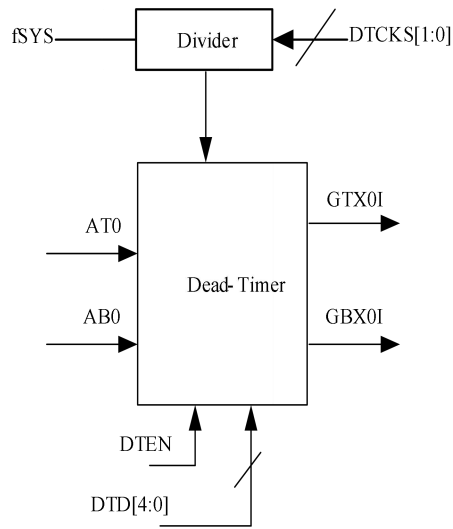 fSYS
Divider
DTCKS[1:0]
AT0
GTX0I
Dead-Timer
AB0
GBX0I
DTEN
DTD[4:0]